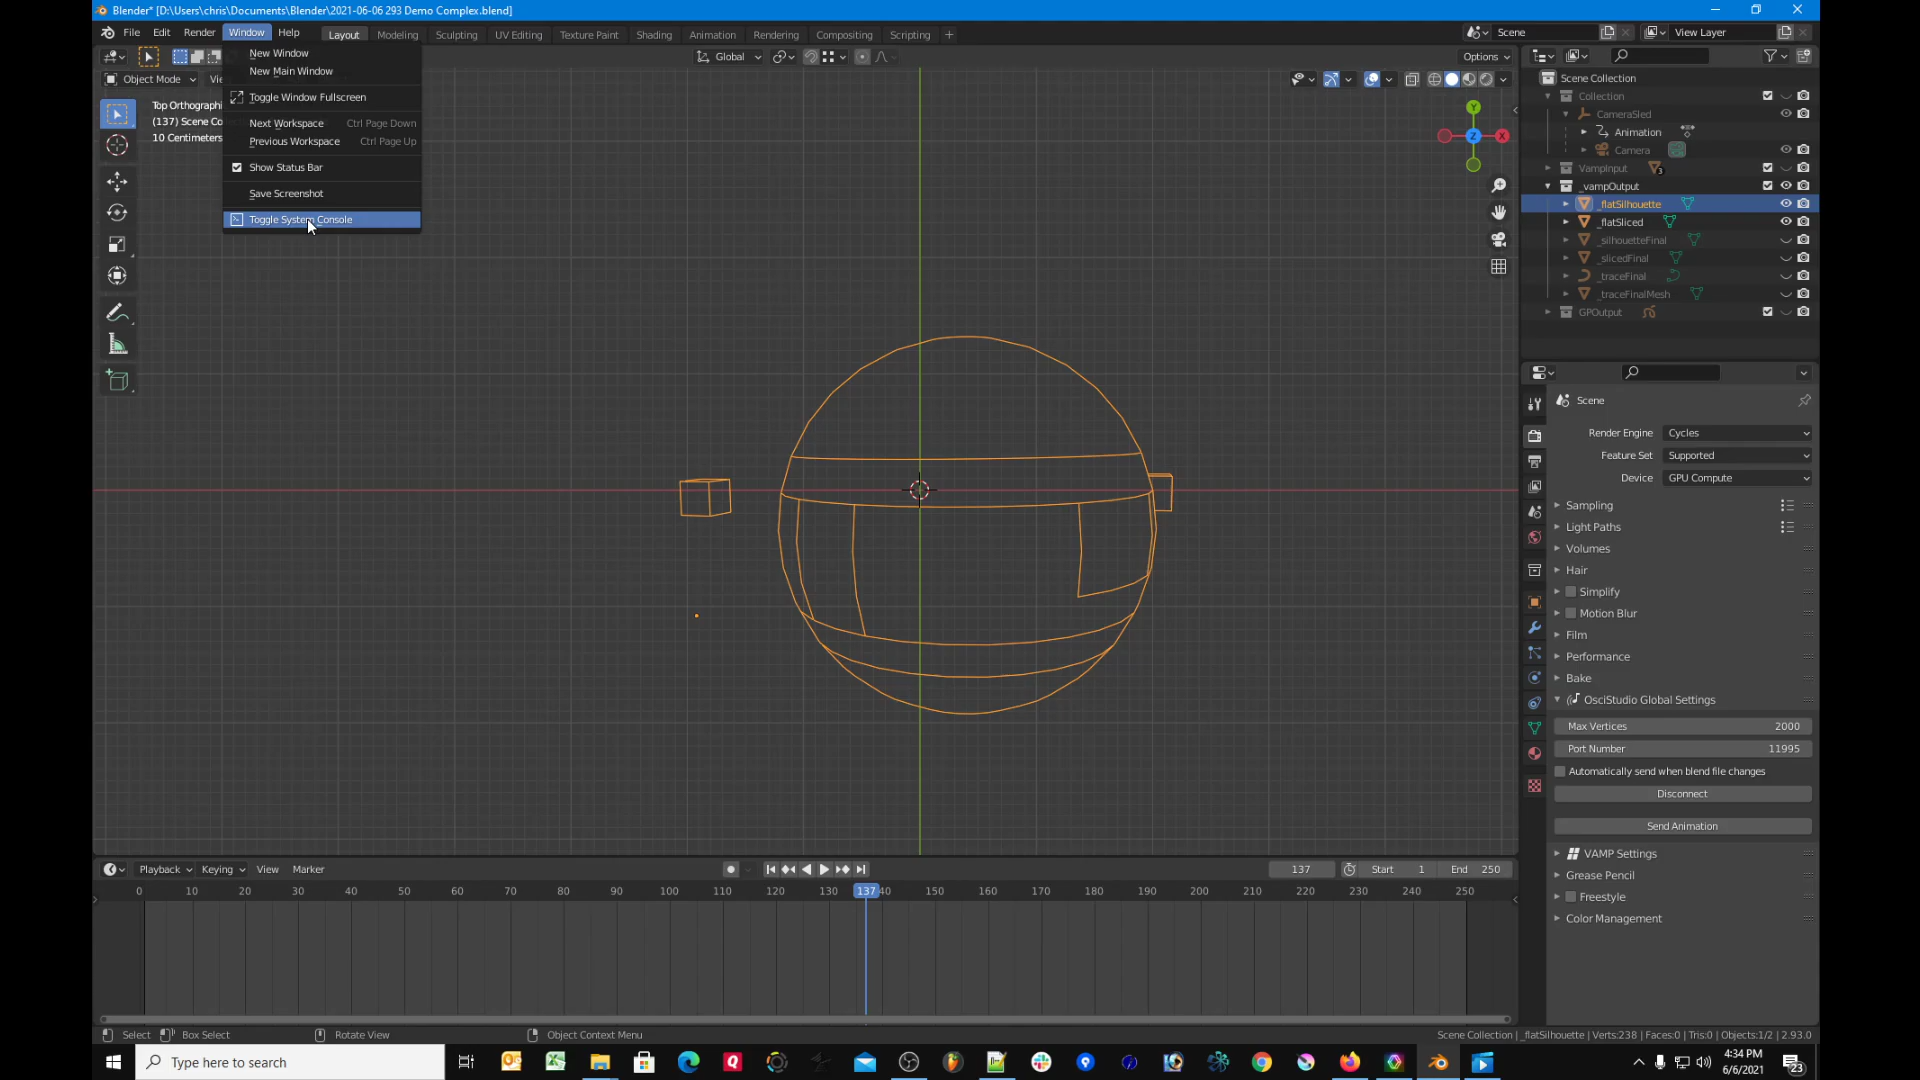 Blender* [D:\Users\chris\Documents\Blender\2021-06-06 293 Demo Complex.blend]
File Edit Render Window Help Layout Modeling Sculpting UV Editing Texture Paint Shading Animation Rendering Compositing Scripting + Scene View Layer
Global Options
Object Mode
New Window
New Main Window
Toggle Window Fullscreen
Next Workspace Ctrl Page Down
Previous Workspace Ctrl Page Up
Show Status Bar
Save Screenshot
Toggle System Console
Top Orthographi
(137) Scene Co
10 Centimeters
Y
Z
X
Scene Collection
Collection
CameraSled
Animation
Camera
VampInput 3
_vampOutput
_flatSilhouette
_flatSliced
_silhouetteFinal
_slicedFinal
_traceFinal
_traceFinalMesh
GPOutput
Scene
Render Engine Cycles
Feature Set Supported
Device GPU Compute
Sampling
Light Paths
Volumes
Hair
Simplify
Motion Blur
Film
Performance
Bake
OsciStudio Global Settings
Max Vertices 2000
Port Number 11995
Automatically send when blend file changes
Disconnect
Send Animation
VAMP Settings
Grease Pencil
Freestyle
Color Management
Playback Keying View Marker 137 Start 1 End 250
0 10 20 30 40 50 60 70 80 90 100 110 120 130 137 40 150 160 170 180 190 200 210 220 230 240 250
Select Box Select Rotate View Object Context Menu Scene Collection | _flatSilhouette | Verts:238 | Faces:0 | Tris:0 | Objects:1/2 | 2.93.0
Type here to search
4:34 PM
6/6/2021
23